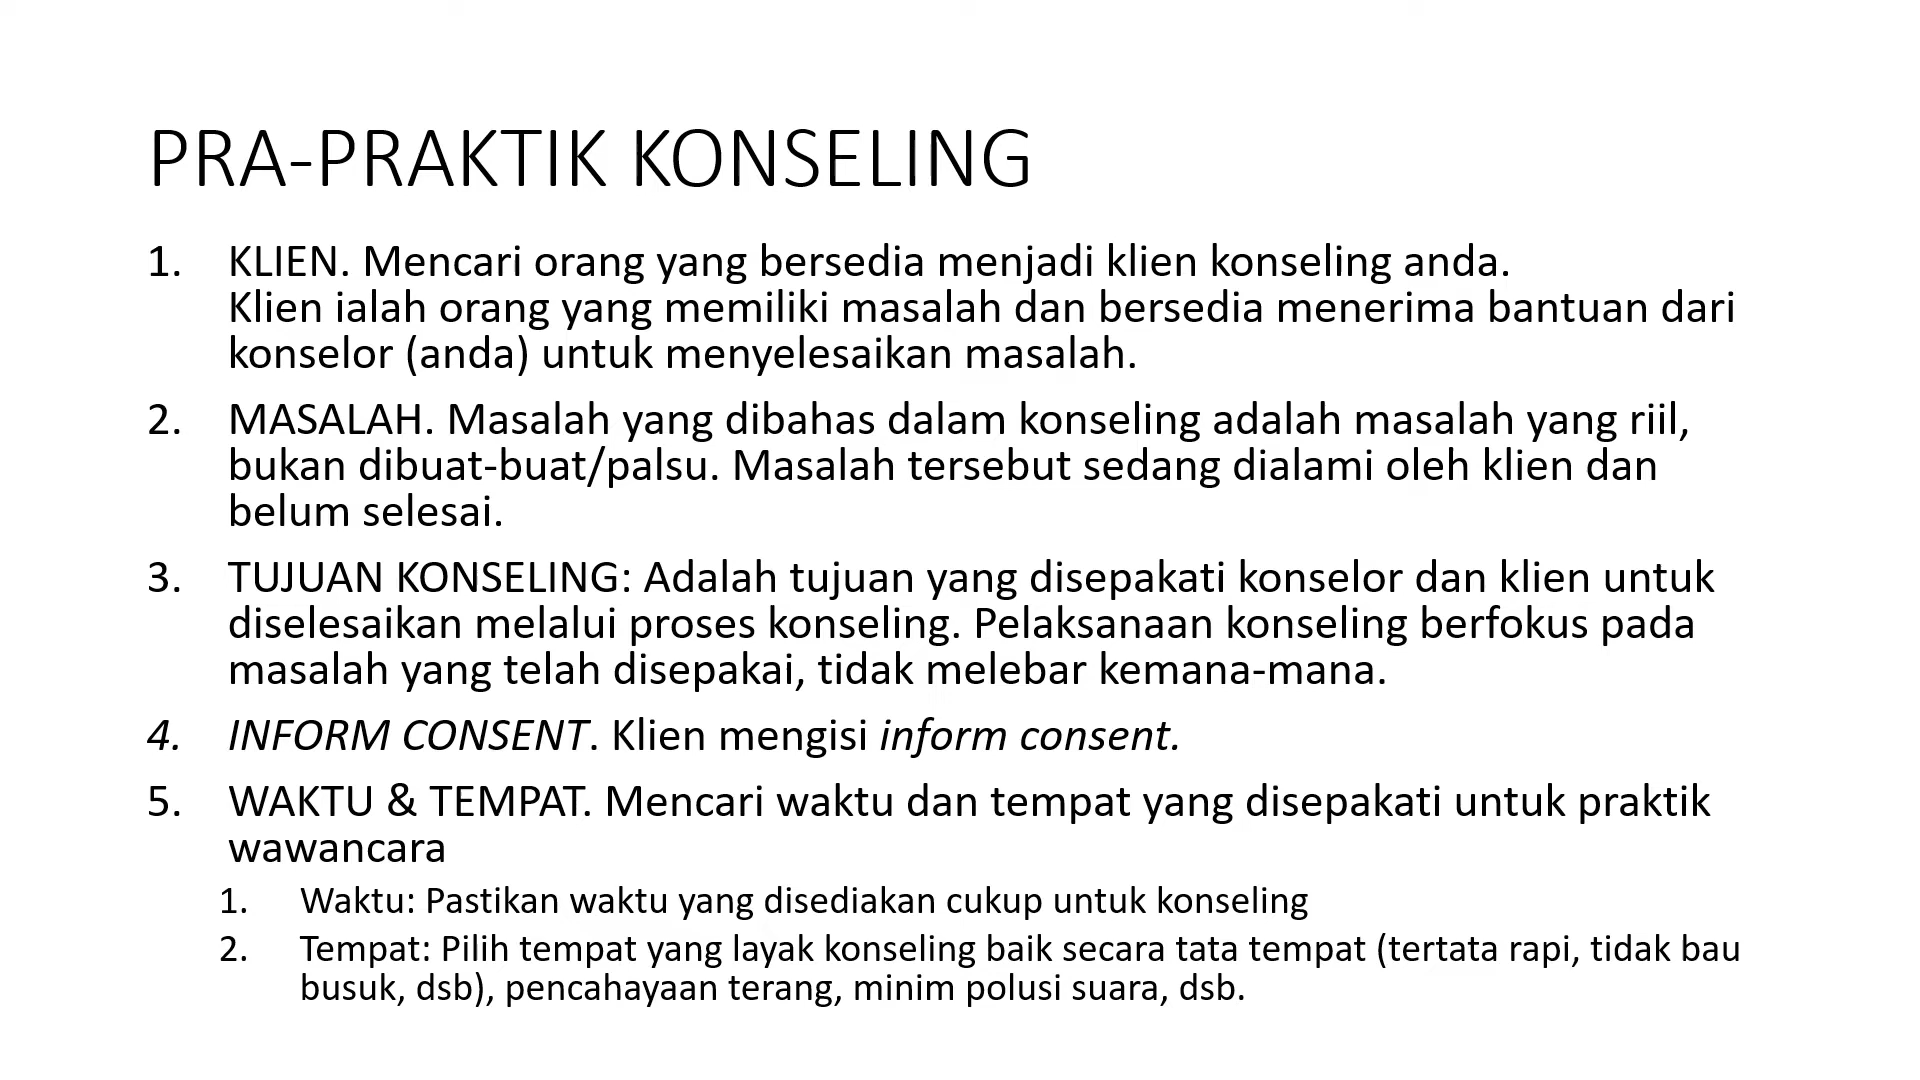 PRA-PRAKTIK KONSELING
1. KLIEN. Mencari orang yang bersedia menjadi klien konseling anda.
Klien ialah orang yang memiliki masalah dan bersedia menerima bantuan dari
konselor (anda) untuk menyelesaikan masalah.
2. MASALAH. Masalah yang dibahas dalam konseling adalah masalah yang riil,
bukan dibuat-buat/palsu. Masalah tersebut sedang dialami oleh klien dan
belum selesai.
3. TUJUAN KONSELING: Adalah tujuan yang disepakati konselor dan klien untuk
diselesaikan melalui proses konseling. Pelaksanaan konseling berfokus pada
masalah yang telah disepakai, tidak melebar kemana-mana.
4. INFORM CONSENT. Klien mengisi inform consent.
5. WAKTU & TEMPAT. Mencari waktu dan tempat yang disepakati untuk praktik
wawancara
1. Waktu: Pastikan waktu yang disediakan cukup untuk konseling
2. Tempat: Pilih tempat yang layak konseling baik secara tata tempat (tertata rapi, tidak bau
busuk, dsb), pencahayaan terang, minim polusi suara, dsb.